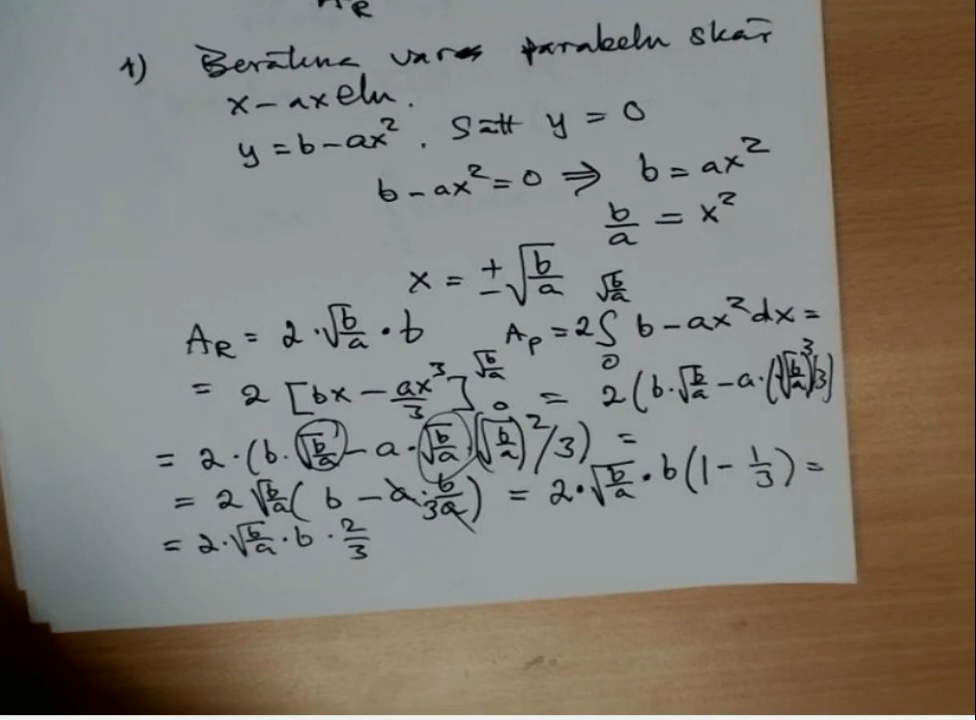 A_R
1) Beräkna var parabeln skär
x-axeln.
y = b - ax². Sätt y = 0
b - ax² = 0 ⇒ b = ax²
b/a = x²
x = ±√(b/a)
A_R = 2·√(b/a)·b A_P = 2∫₀^√(b/a) b - ax² dx =
= 2[bx - ax³/3]₀^√(b/a) = 2(b·√(b/a) - a·(√(b/a))³/3)
= 2·(b·√(b/a) - a·√(b/a)·(√(b/a))²/3) =
= 2√(b/a)(b - a·b/3a) = 2·√(b/a)·b(1 - 1/3) =
= 2·√(b/a)·b·2/3